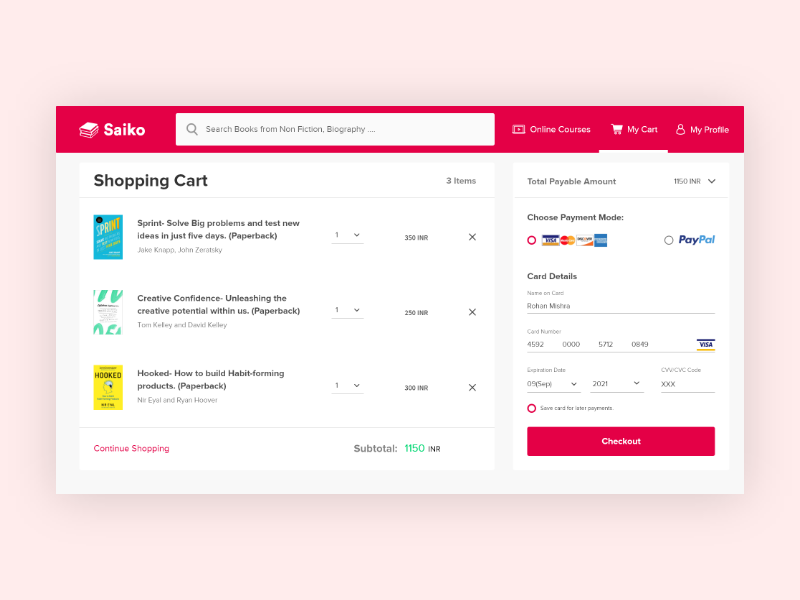 Saiko
Search Books from Non Fiction, Biography ....
Online Courses
My Cart
My Profile
Shopping Cart
3 Items
SPRINT
Sprint- Solve Big problems and test new
ideas in just five days. (Paperback)
Jake Knapp, John Zeratsky
1
350 INR
Creative Confidence- Unleashing the
creative potential within us. (Paperback)
Tom Kelley and David Kelley
1
250 INR
HOOKED
Hooked- How to build Habit-forming
products. (Paperback)
Nir Eyal and Ryan Hoover
1
300 INR
Continue Shopping
Subtotal: 1150 INR
Total Payable Amount
1150 INR
Choose Payment Mode:
VISA
PayPal
Card Details
Name on Card
Rohan Mishra
Card Number
4592 0000 5712 0849
VISA
Expiration Date
CVV/CVC Code
09(Sep) 2021 XXX
Save card for later payments.
Checkout